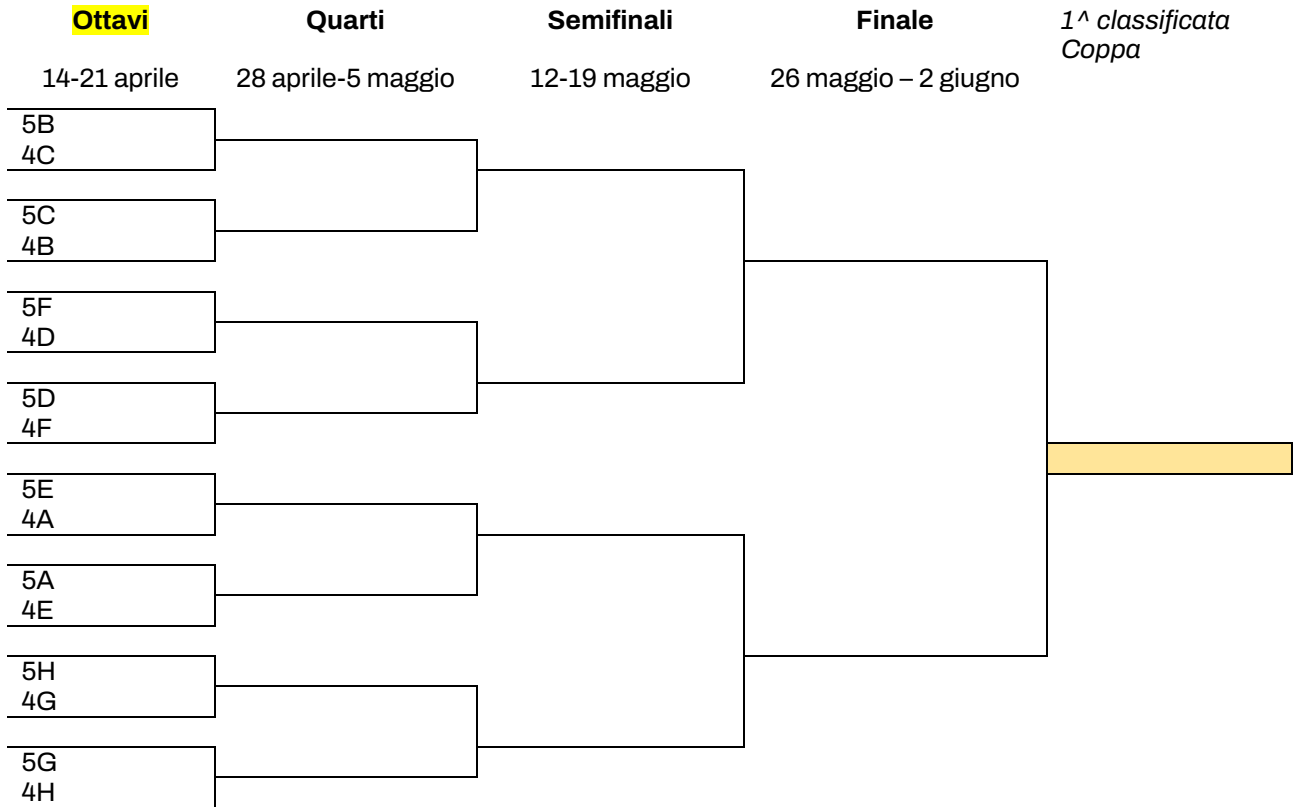 Ottavi
Quarti
Semifinali
Finale
1^ classificata
Coppa
14-21 aprile
28 aprile-5 maggio
12-19 maggio
26 maggio – 2 giugno
5B
4C
5C
4B
5F
4D
5D
4F
5E
4A
5A
4E
5H
4G
5G
4H